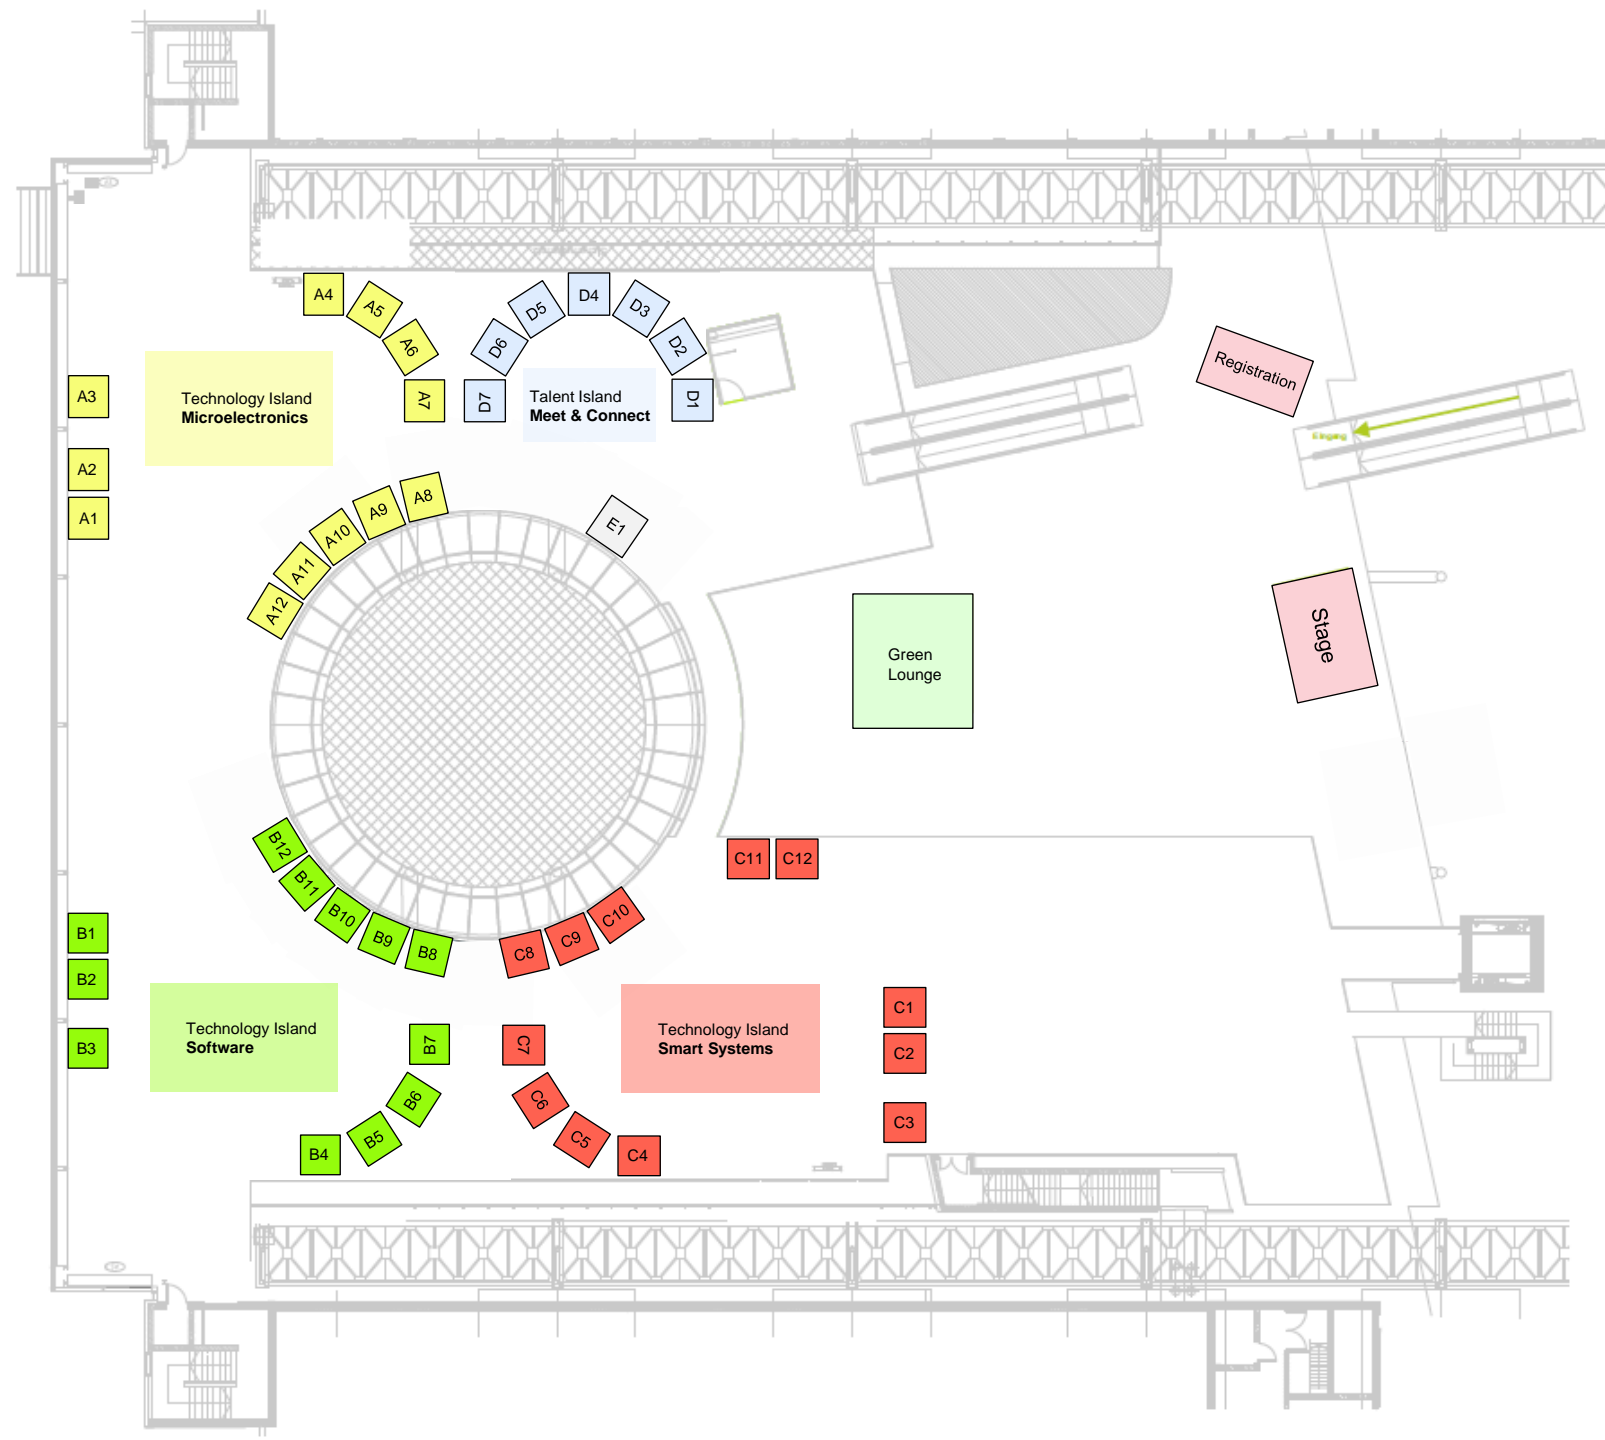 A4
A5
A6
A7
D7
D6
D5
D4
D3
D2
D1
Registration
Eingang
A3
A2
A1
Technology Island
Microelectronics
Talent Island
Meet & Connect
A8
A9
A10
A11
A12
E1
Stage
Green
Lounge
B12
B11
B10
B9
B8
C8
C9
C10
C11
C12
B1
B2
B3
Technology Island
Software
B7
B6
B5
B4
C7
C6
C5
C4
Technology Island
Smart Systems
C1
C2
C3